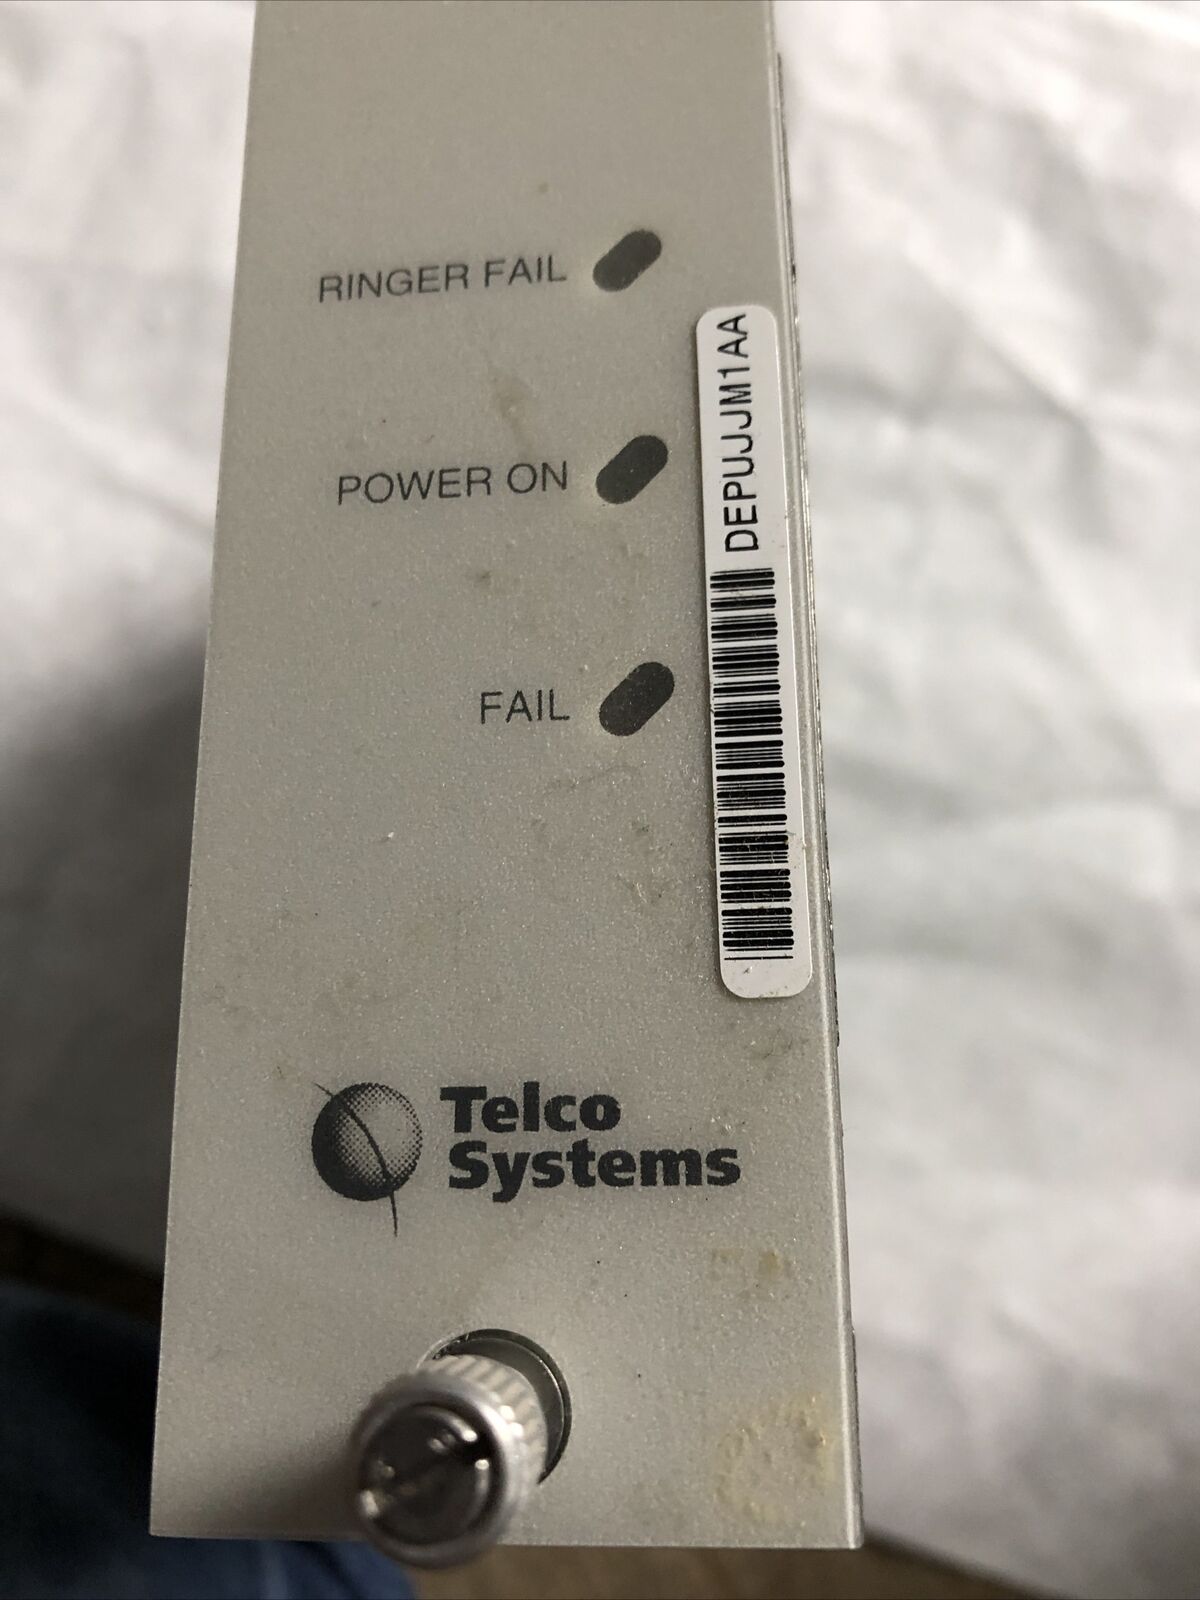 RINGER FAIL
POWER ON
FAIL
DEPUJJM1AA
Telco
Systems